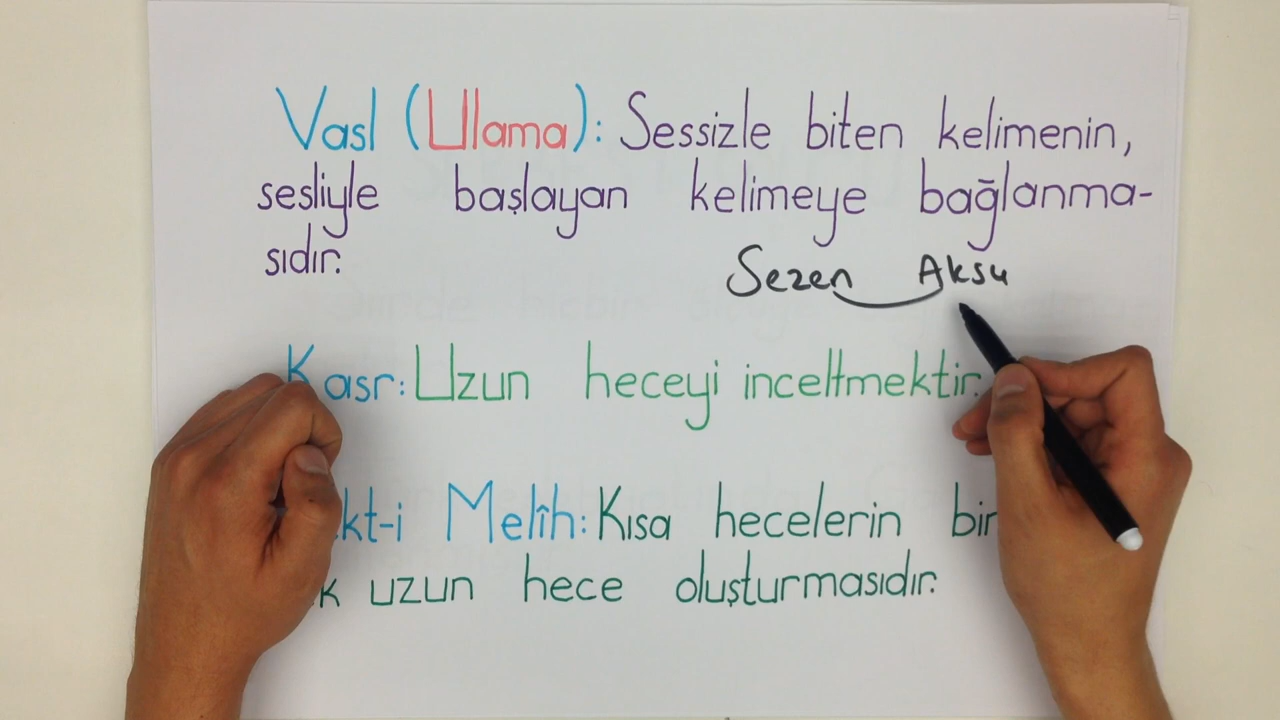 Vasl (Ulama): Sessizle biten kelimenin,
sesliyle başlayan kelimeye bağlanma-
sıdır.
Sezen Aksu
Kasr: Uzun heceyi inceltmektir.
kt-i Melîh: Kısa hecelerin bir
k uzun hece oluşturmasıdır.